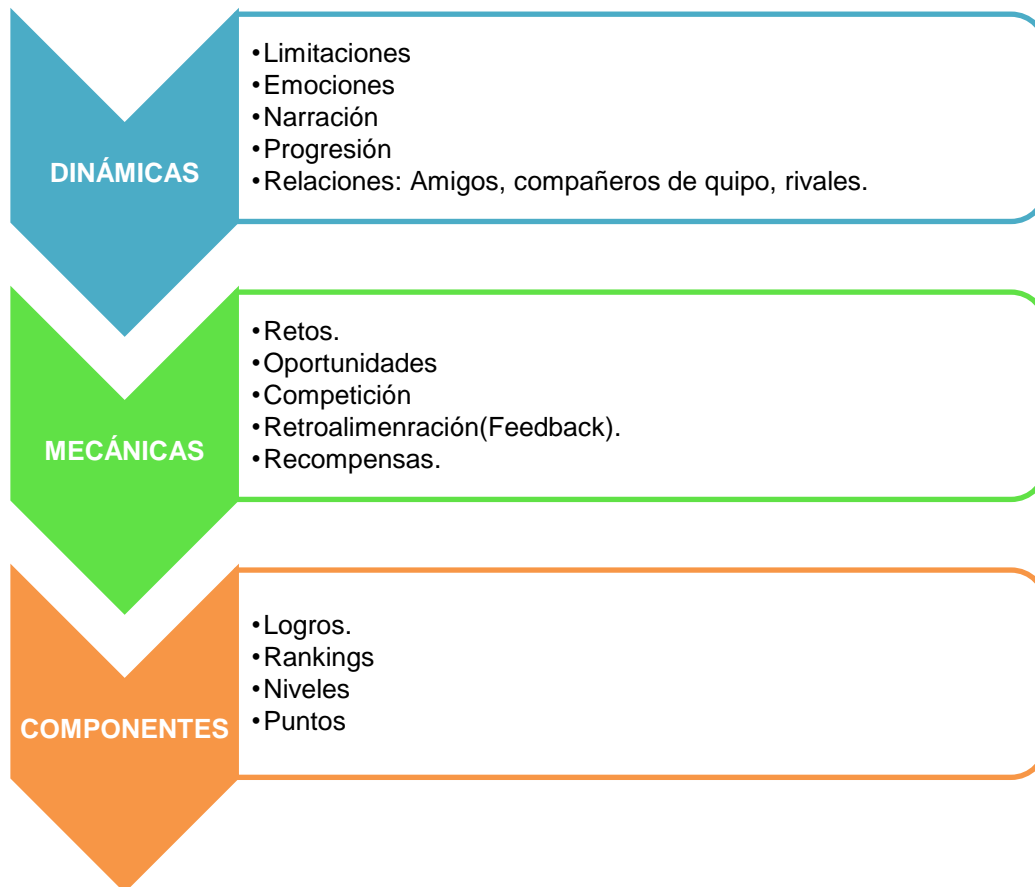 DINÁMICAS
•Limitaciones
•Emociones
•Narración
•Progresión
•Relaciones: Amigos, compañeros de quipo, rivales.
MECÁNICAS
•Retos.
•Oportunidades
•Competición
•Retroalimenración(Feedback).
•Recompensas.
COMPONENTES
•Logros.
•Rankings
•Niveles
•Puntos